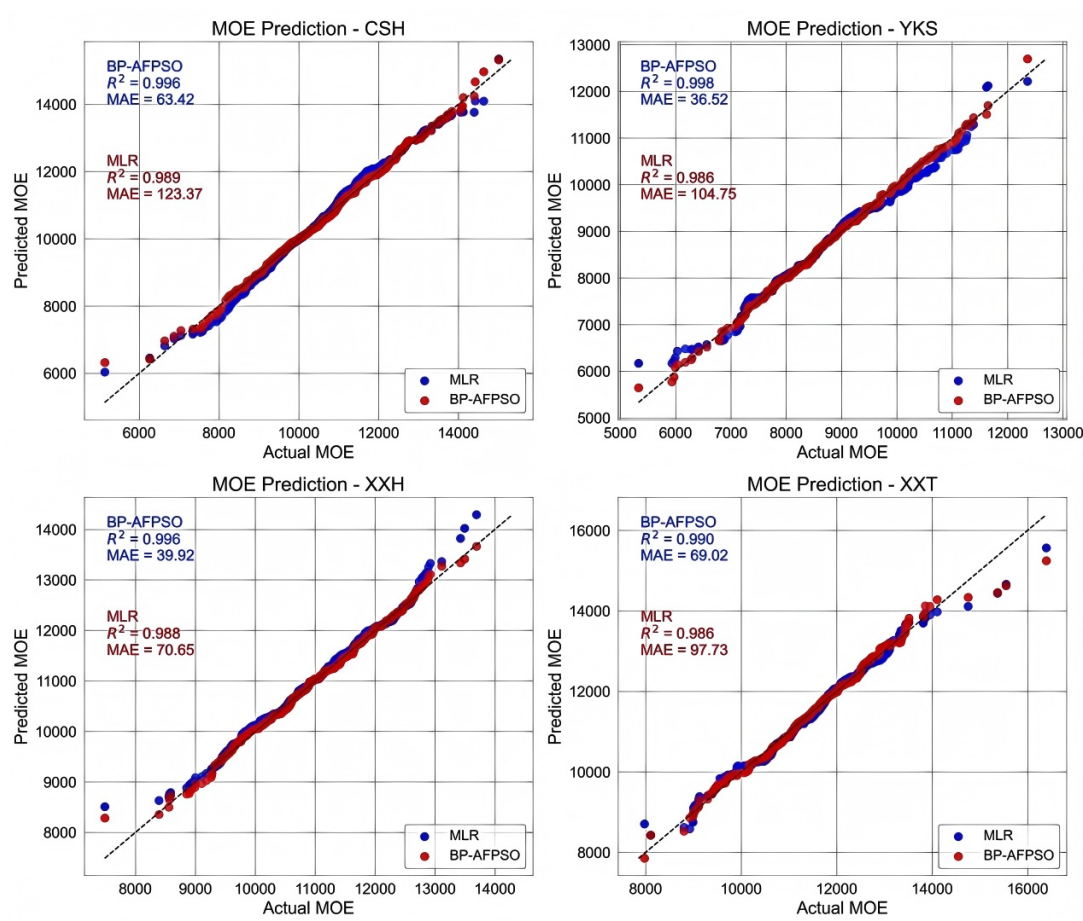 MOE Prediction - CSH
BP-AFPSO
R² = 0.996
MAE = 63.42
MLR
R² = 0.989
MAE = 123.37
14000
12000
10000
8000
6000
Predicted MOE
MLR
BP-AFPSO
6000 8000 10000 12000 14000
Actual MOE
MOE Prediction - YKS
BP-AFPSO
R² = 0.998
MAE = 36.52
MLR
R² = 0.986
MAE = 104.75
13000
12000
11000
10000
9000
8000
7000
6000
5000
Predicted MOE
MLR
BP-AFPSO
5000 6000 7000 8000 9000 10000 11000 12000 13000
Actual MOE
MOE Prediction - XXH
BP-AFPSO
R² = 0.996
MAE = 39.92
MLR
R² = 0.988
MAE = 70.65
14000
13000
12000
11000
10000
9000
8000
Predicted MOE
MLR
BP-AFPSO
8000 9000 10000 11000 12000 13000 14000
Actual MOE
MOE Prediction - XXT
BP-AFPSO
R² = 0.990
MAE = 69.02
MLR
R² = 0.986
MAE = 97.73
16000
14000
12000
10000
8000
Predicted MOE
MLR
BP-AFPSO
8000 10000 12000 14000 16000
Actual MOE